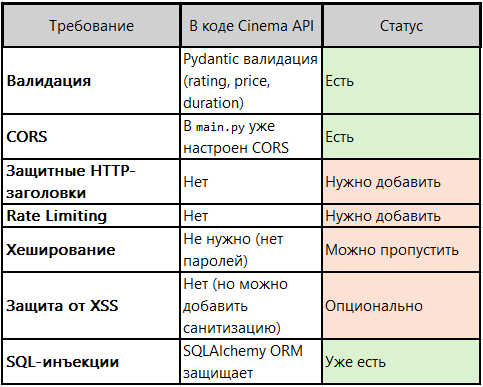 Требование В коде Cinema API Статус
Валидация
Pydantic валидация
(rating, price,
duration)
Есть
CORS
В main.py уже
настроен CORS
Есть
Защитные HTTP-
заголовки
Нет
Нужно добавить
Rate Limiting
Нет
Нужно добавить
Хеширование
Не нужно (нет
паролей)
Можно пропустить
Защита от XSS
Нет (но можно
добавить
санитизацию)
Опционально
SQL-инъекции
SQLAlchemy ORM
защищает
Уже есть